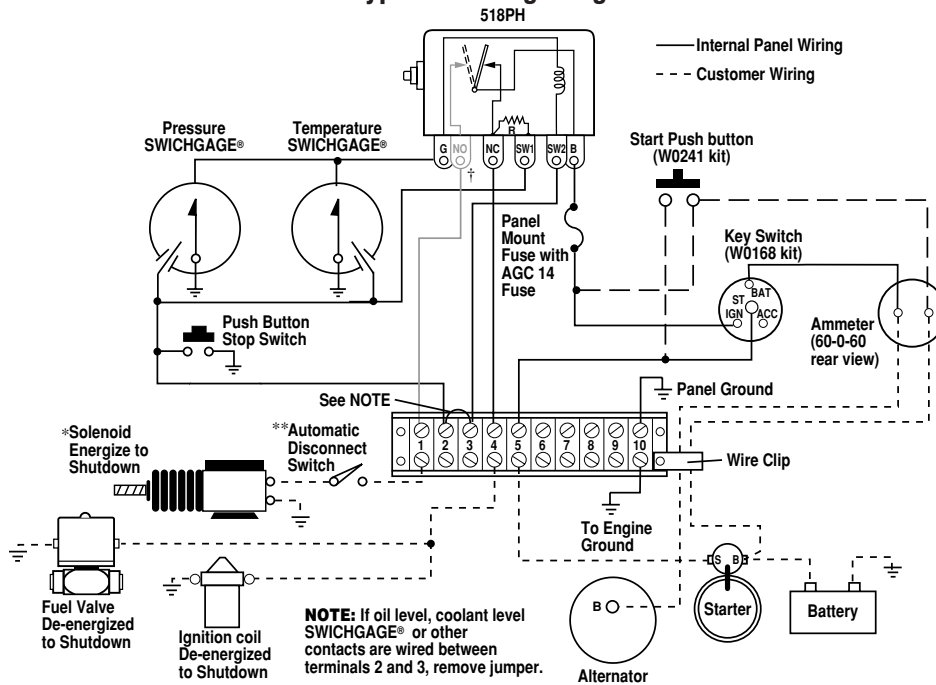 518PH
Internal Panel Wiring
Customer Wiring
Pressure
SWICHGAGE®
Temperature
SWICHGAGE®
R
G
NO
NC
SW1
SW2
B
†
Start Push button
(W0241 kit)
Panel
Mount
Fuse with
AGC 14
Fuse
Key Switch
(W0168 kit)
BAT
ST
IGN
ACC
Ammeter
(60-0-60
rear view)
Push Button
Stop Switch
See NOTE
Panel Ground
*Solenoid
Energize to
Shutdown
**Automatic
Disconnect
Switch
1
2
3
4
5
6
7
8
9
10
Wire Clip
To Engine
Ground
Fuel Valve
De-energized
to Shutdown
Ignition coil
De-energized
to Shutdown
NOTE: If oil level, coolant level
SWICHGAGE® or other
contacts are wired between
terminals 2 and 3, remove jumper.
B
Alternator
S
B
Starter
Battery